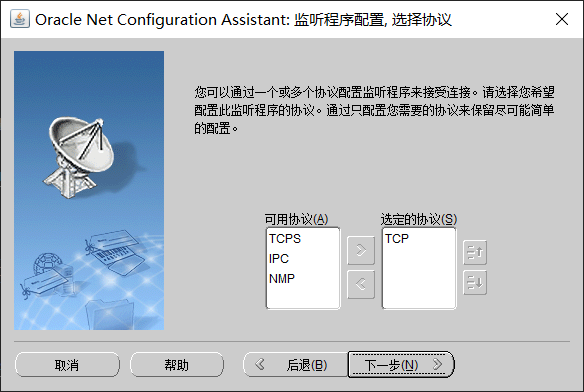 Oracle Net Configuration Assistant: 监听程序配置, 选择协议
您可以通过一个或多个协议配置监听程序来接受连接。请选择您希望
配置此监听程序的协议。通过只配置您需要的协议来保留尽可能简单
的配置。
可用协议(A) 选定的协议(S)
TCPS TCP
IPC
NMP
取消 帮助 后退(B) 下一步(N)